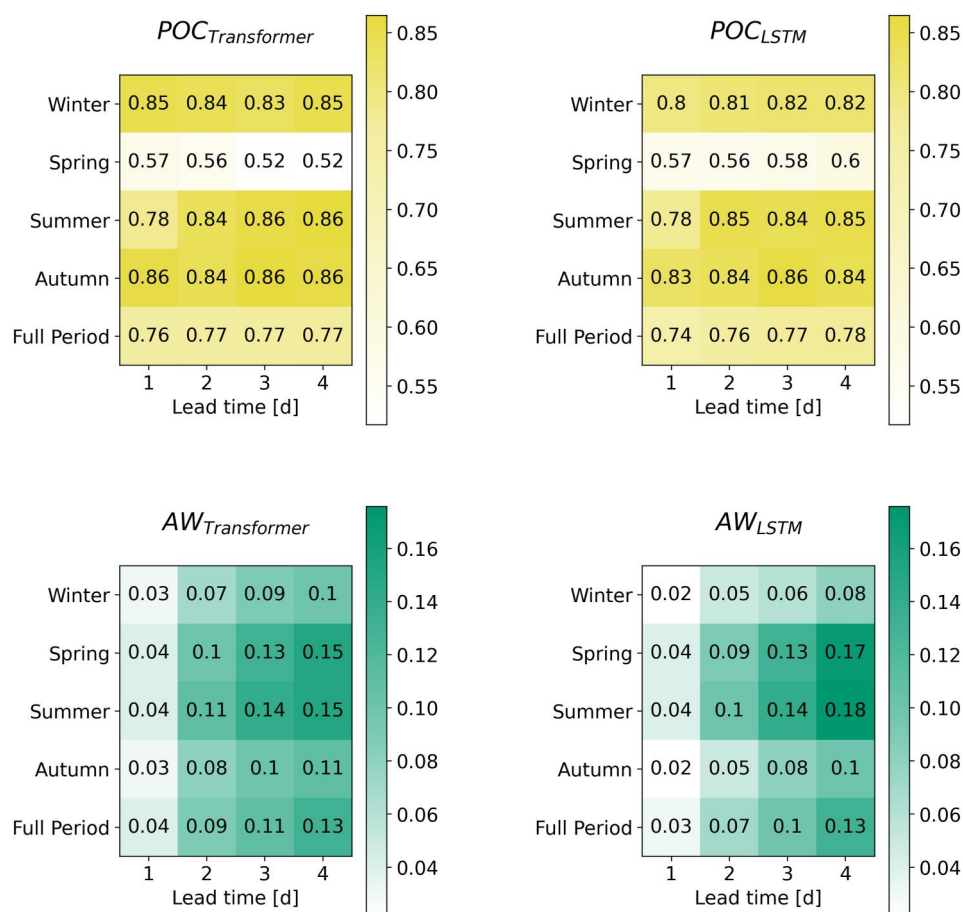 POC_Transformer
0.85
0.80
0.75
0.70
0.65
0.60
0.55
Winter 0.85 0.84 0.83 0.85
Spring 0.57 0.56 0.52 0.52
Summer 0.78 0.84 0.86 0.86
Autumn 0.86 0.84 0.86 0.86
Full Period 0.76 0.77 0.77 0.77
1 2 3 4
Lead time [d]
POC_LSTM
0.85
0.80
0.75
0.70
0.65
0.60
0.55
Winter 0.8 0.81 0.82 0.82
Spring 0.57 0.56 0.58 0.6
Summer 0.78 0.85 0.84 0.85
Autumn 0.83 0.84 0.86 0.84
Full Period 0.74 0.76 0.77 0.78
1 2 3 4
Lead time [d]
AW_Transformer
0.16
0.14
0.12
0.10
0.08
0.06
0.04
Winter 0.03 0.07 0.09 0.1
Spring 0.04 0.1 0.13 0.15
Summer 0.04 0.11 0.14 0.15
Autumn 0.03 0.08 0.1 0.11
Full Period 0.04 0.09 0.11 0.13
1 2 3 4
Lead time [d]
AW_LSTM
0.16
0.14
0.12
0.10
0.08
0.06
0.04
Winter 0.02 0.05 0.06 0.08
Spring 0.04 0.09 0.13 0.17
Summer 0.04 0.1 0.14 0.18
Autumn 0.02 0.05 0.08 0.1
Full Period 0.03 0.07 0.1 0.13
1 2 3 4
Lead time [d]